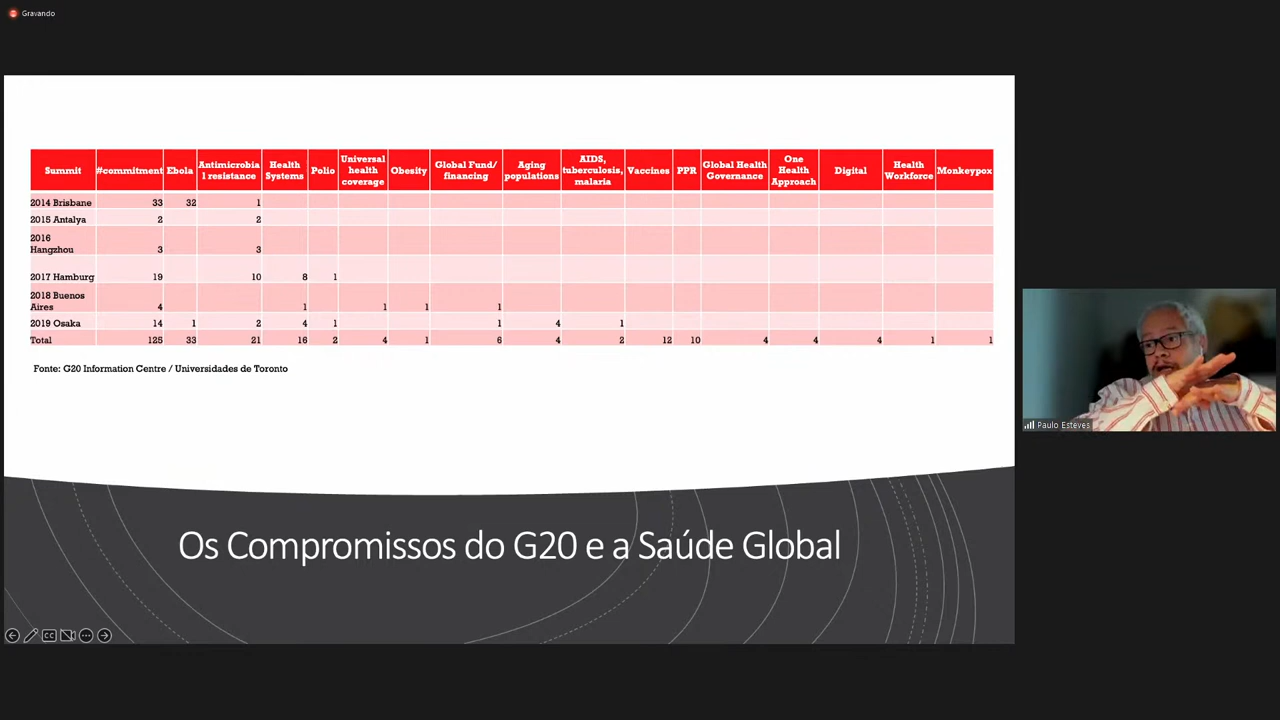 Gravando
Summit #commitment Ebola Antimicrobia l resistance Health Systems Polio Universal health coverage Obesity Global Fund/ financing Aging populations AIDS, tuberculosis, malaria Vaccines PPR Global Health Governance One Health Approach Digital Health Workforce Monkeypox
2014 Brisbane 33 32 1
2015 Antalya 2 2
2016 Hangzhou 3 3
2017 Hamburg 19 10 8 1
2018 Buenos Aires 4 1 1 1 1
2019 Osaka 14 1 2 4 1 1 4 1
Total 125 33 21 16 2 4 1 6 4 2 12 10 4 4 4 1 1
Fonte: G20 Information Centre / Universidades de Toronto
Paulo Esteves
Os Compromissos do G20 e a Saúde Global
CC